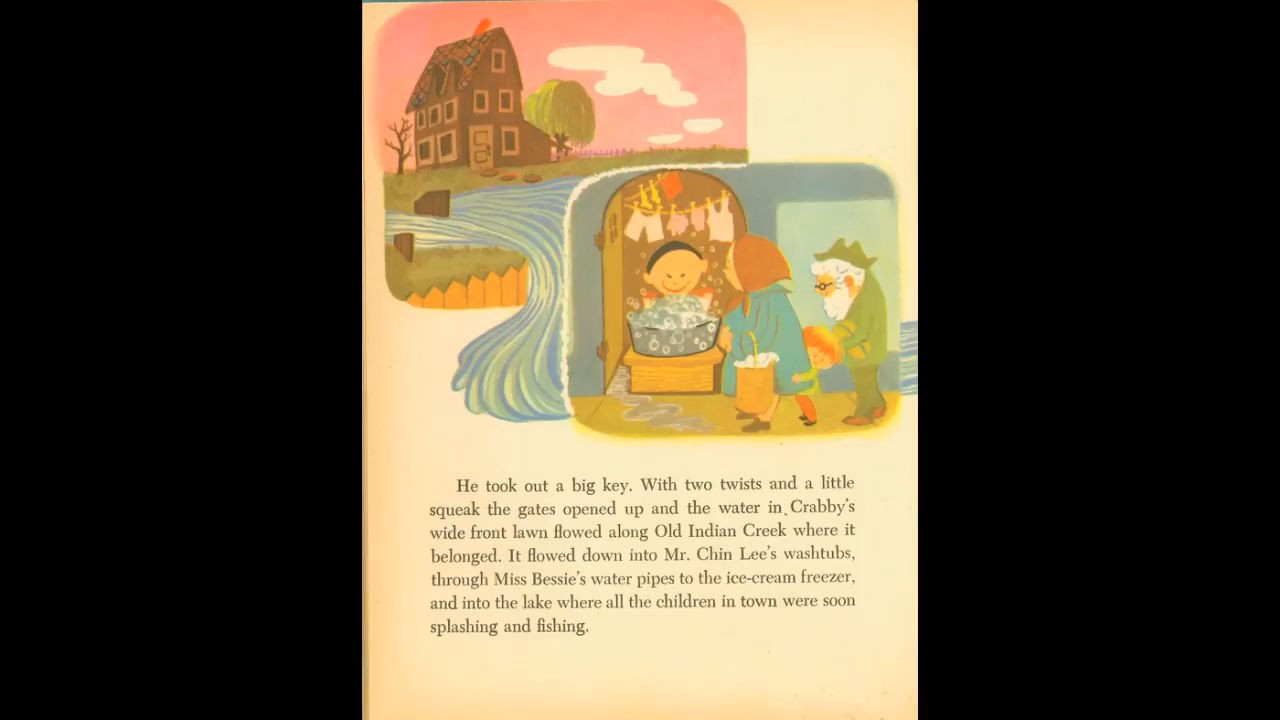 He took out a big key. With two twists and a little
squeak the gates opened up and the water in Crabby's
wide front lawn flowed along Old Indian Creek where it
belonged. It flowed down into Mr. Chin Lee's washtubs,
through Miss Bessie's water pipes to the ice-cream freezer,
and into the lake where all the children in town were soon
splashing and fishing.